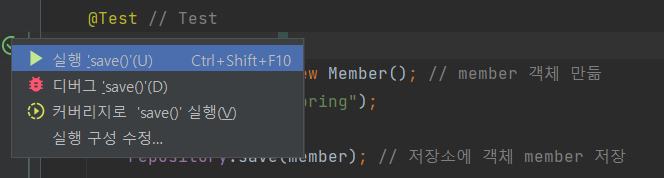 @Test // Test
실행 'save()'(U) Ctrl+Shift+F10
디버그 'save()'(D)
ew Member(); // member 객체 만듦
커버리지로 'save()' 실행(V)
ring");
실행 구성 수정...
repository.save(member); // 저장소에 객체 member 저장